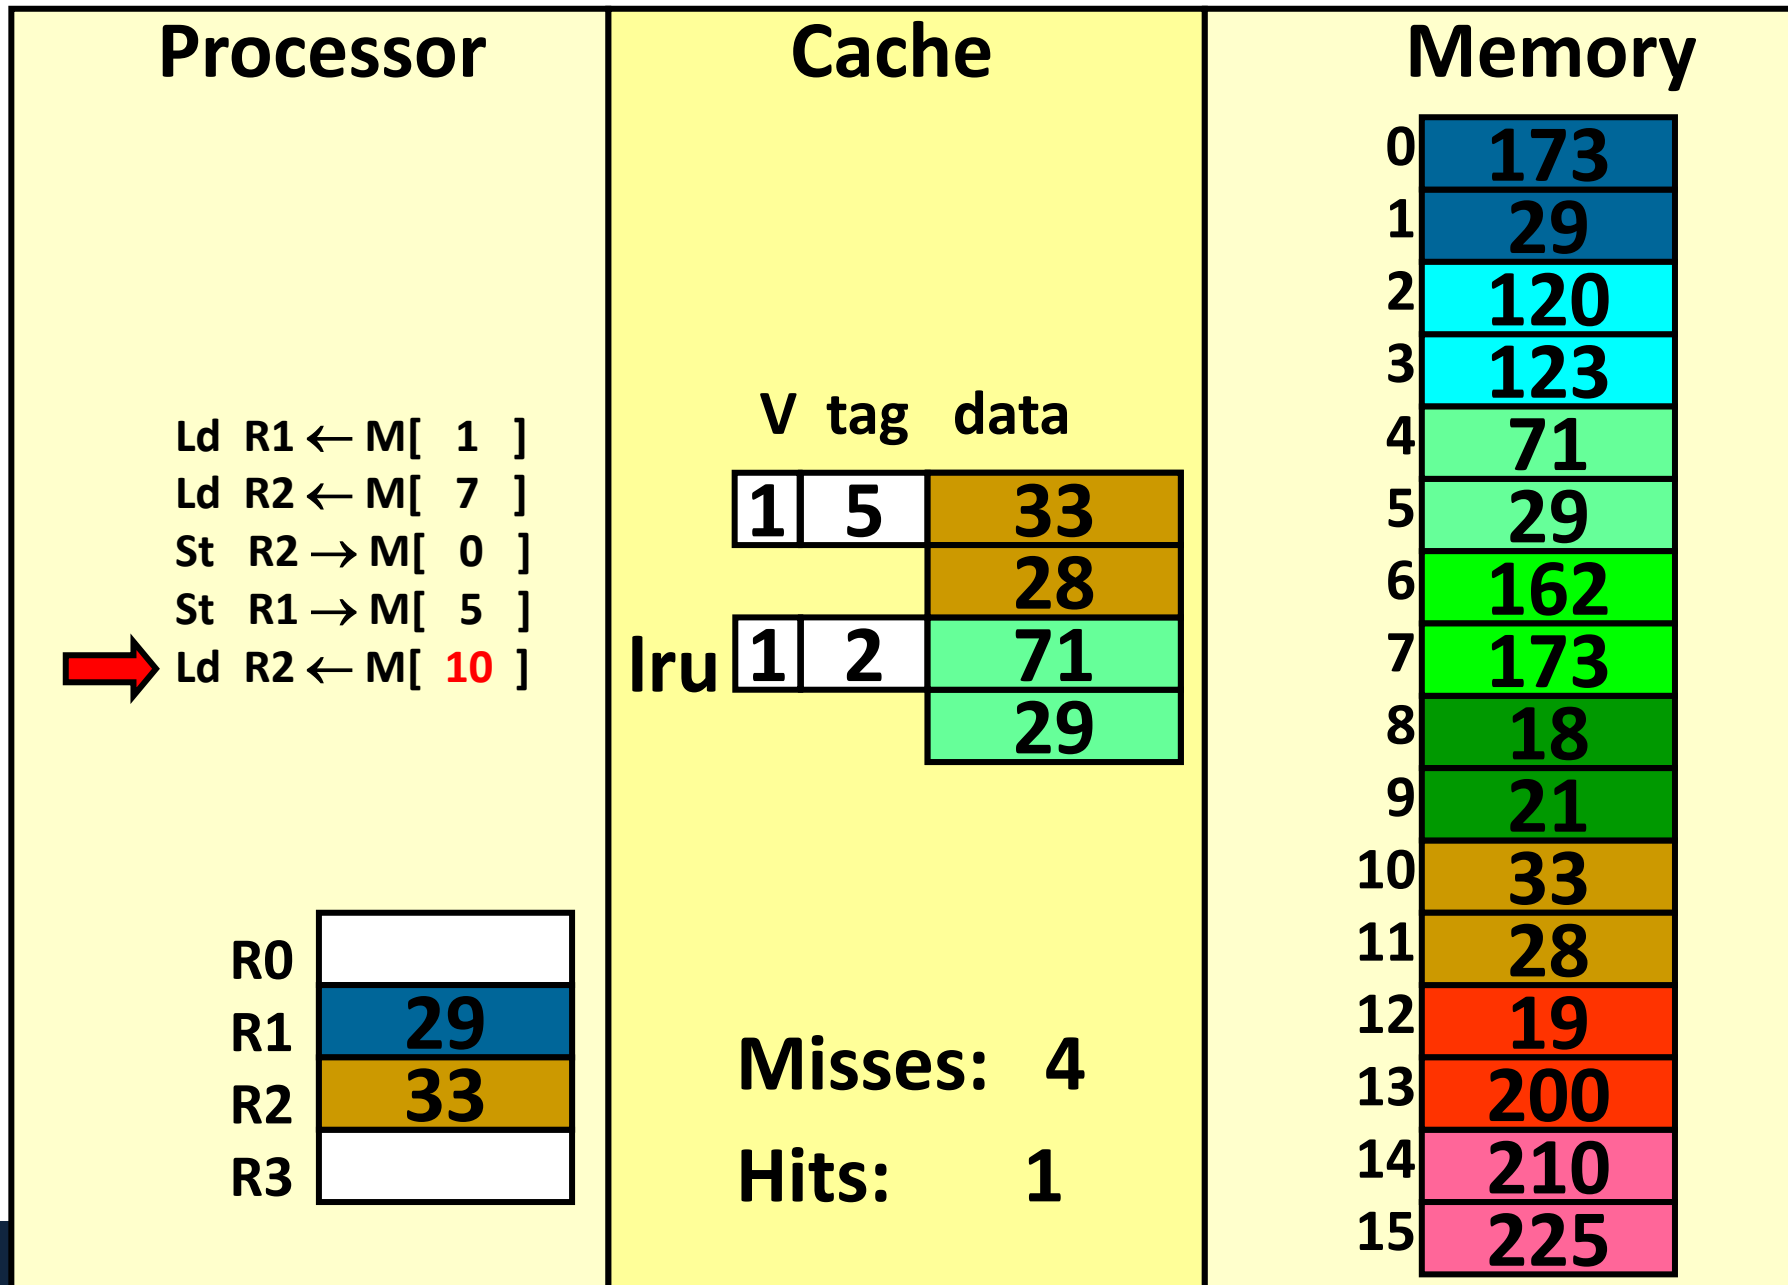 Processor
Ld R1 ← M[ 1 ]
Ld R2 ← M[ 7 ]
St R2 → M[ 0 ]
St R1 → M[ 5 ]
Ld R2 ← M[ 10 ]
R0
R1 29
R2 33
R3
Cache
V tag data
1 5 33
28
lru 1 2 71
29
Misses: 4
Hits: 1
Memory
0 173
1 29
2 120
3 123
4 71
5 29
6 162
7 173
8 18
9 21
10 33
11 28
12 19
13 200
14 210
15 225